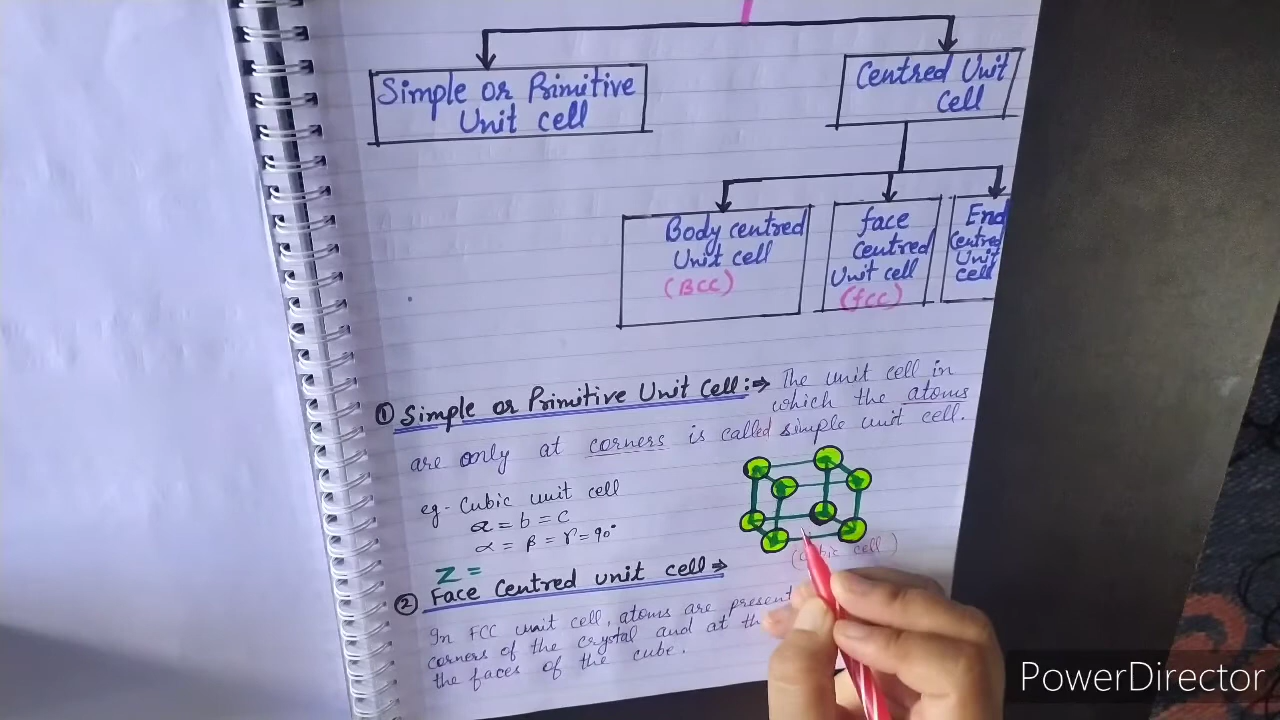 Simple or Primitive
Unit cell
Centred Unit
Cell
Body centred
Unit cell
(BCC)
face
centred
Unit cell
(fcc)
End
Centred
Unit
cell
① Simple or Primitive Unit Cell:⇒ The unit cell in
which the atoms
are only at corners is called simple unit cell.
eg- Cubic unit cell
a = b = c
α = β = γ = 90°
(Cubic cell)
Z =
② Face Centred unit cell ⇒
In FCC unit cell, atoms are present
corners of the crystal and at the
the faces of the cube.
PowerDirector